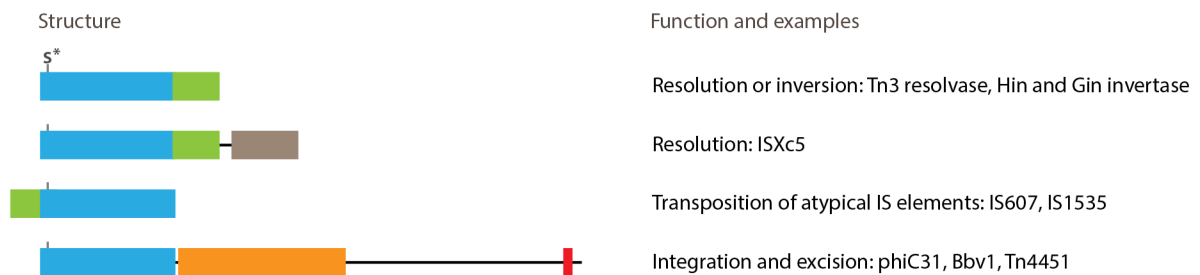 Structure
Function and examples
S*
Resolution or inversion: Tn3 resolvase, Hin and Gin invertase
Resolution: ISXc5
Transposition of atypical IS elements: IS607, IS1535
Integration and excision: phiC31, Bbv1, Tn4451